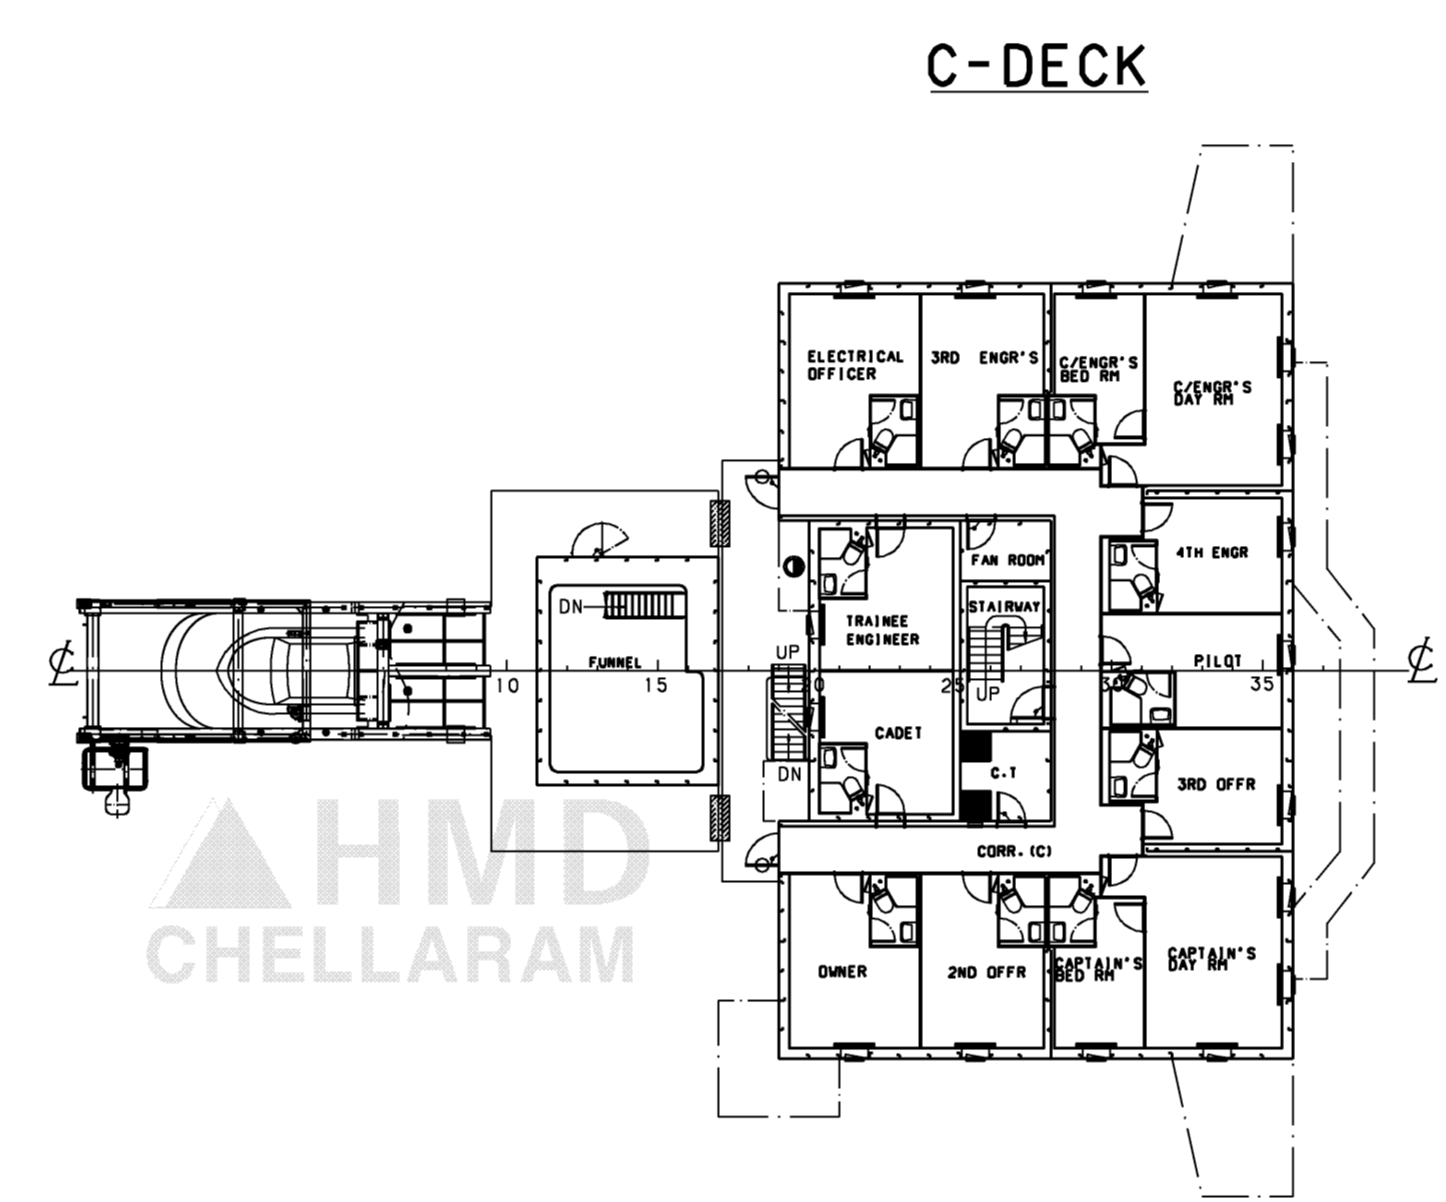 C-DECK
ELECTRICAL
OFFICER
3RD ENGR'S
C/ENGR'S
BED RM
C/ENGR'S
DAY RM
4TH ENGR
FAN ROOM
DN
STAIRWAY
TRAINEE
ENGINEER
UP
FUNNEL
PILOT
10
15
25
UP
35
CADET
C.T
DN
3RD OFFR
HMD
CHELLARAM
CORR.(C)
OWNER
2ND OFFR
CAPTAIN'S
BED RM
CAPTAIN'S
DAY RM